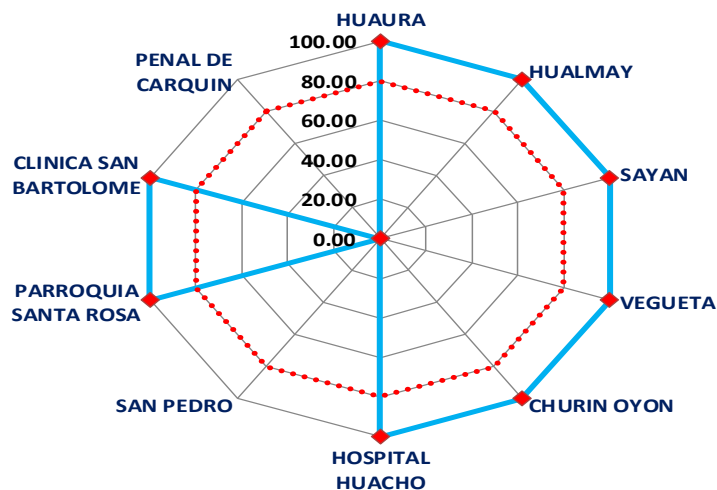 HUAURA
100.00
80.00
60.00
40.00
20.00
0.00
HUALMAY
SAYAN
VEGUETA
CHURIN OYON
HOSPITAL
HUACHO
SAN PEDRO
PARROQUIA
SANTA ROSA
CLINICA SAN
BARTOLOME
PENAL DE
CARQUIN